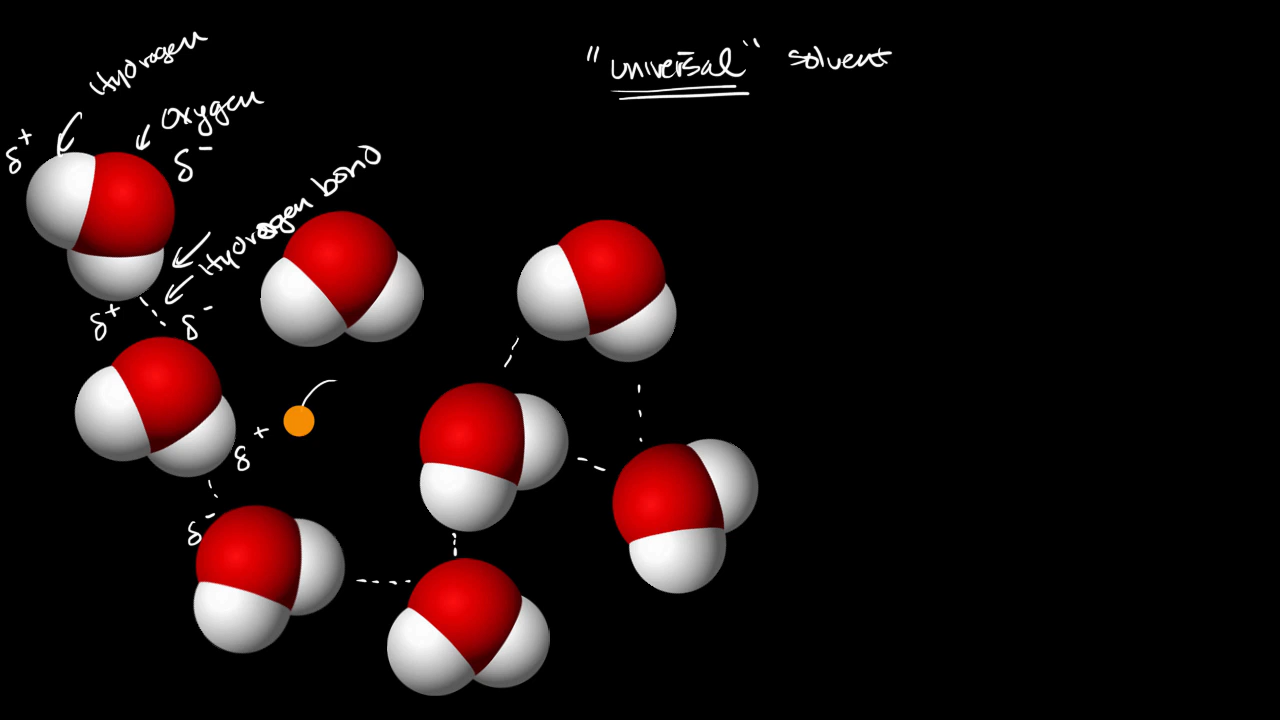 "universal" solvent
Hydrogen
Oxygen
δ+
δ-
Hydrogen bond
δ+
δ-
δ+
δ-